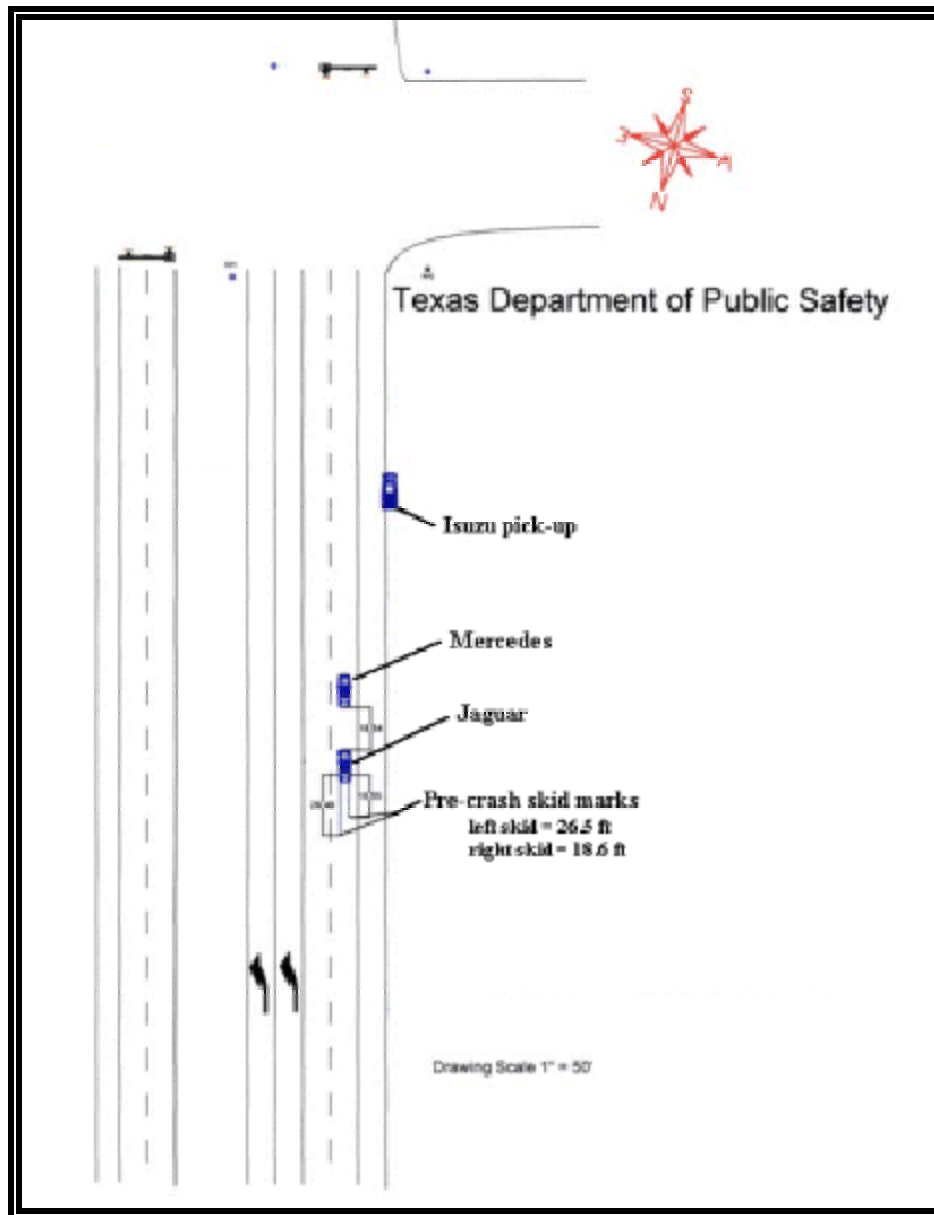 S
N
Texas Department of Public Safety
Isuzu pick-up
Mercedes
Jaguar
Pre-crash skid marks
left skid = 26.5 ft
right skid = 18.6 ft
Drawing Scale 1" = 50'